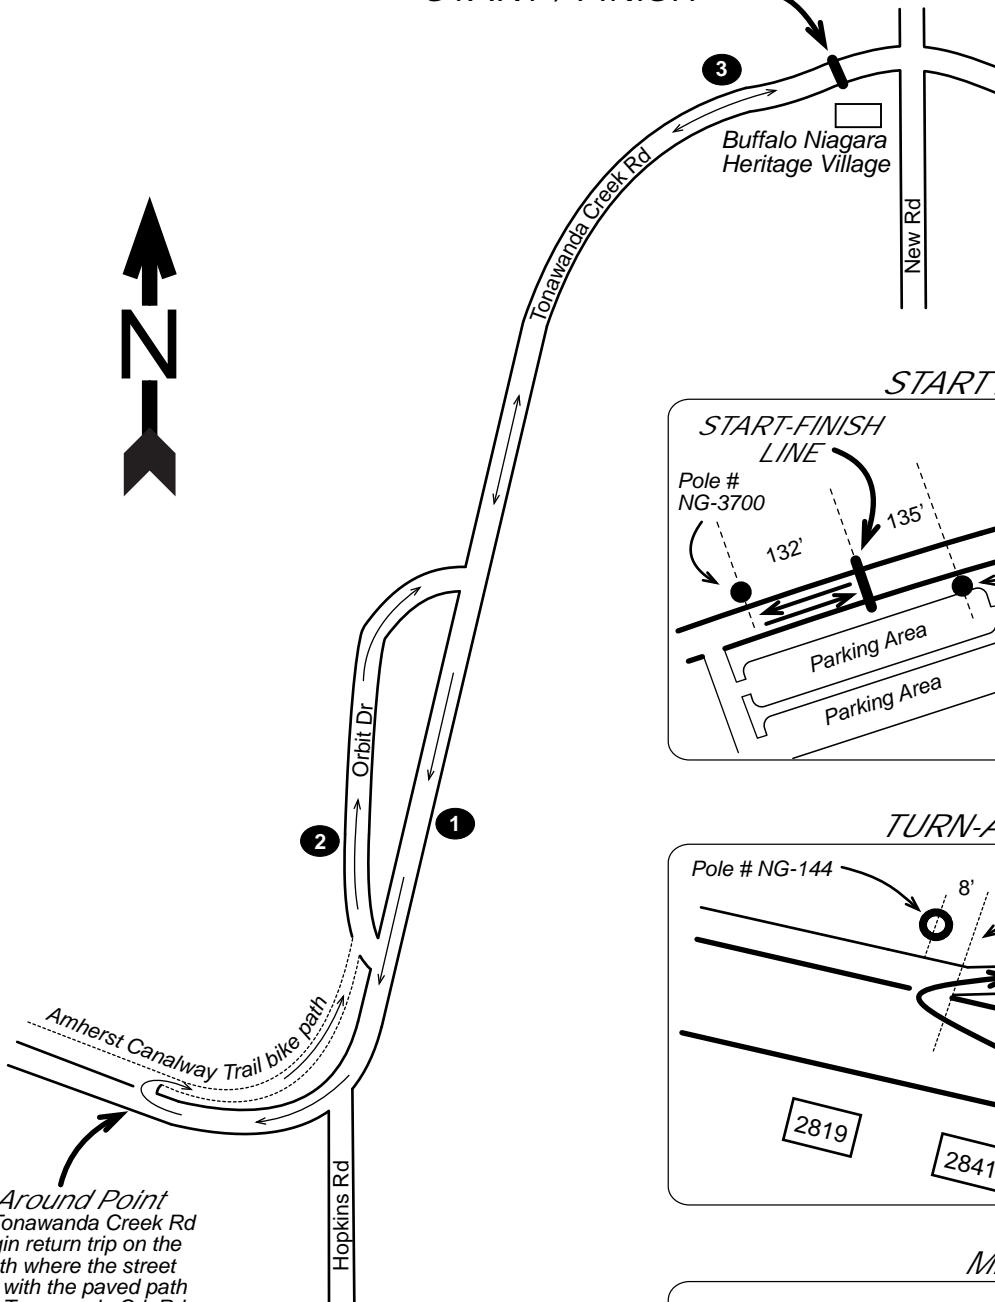 START / FINISH
3
Buffalo Niagara
Heritage Village
Tonawanda Creek Rd
New Rd
N
START
START-FINISH
LINE
Pole #
NG-3700
132’
135’
Parking Area
Parking Area
Orbit Dr
2
1
TURN-A
Pole # NG-144
8’
2819
2841
Amherst Canalway Trail bike path
Hopkins Rd
Around Point
Tonawanda Creek Rd
gin return trip on the
th where the street
with the paved path